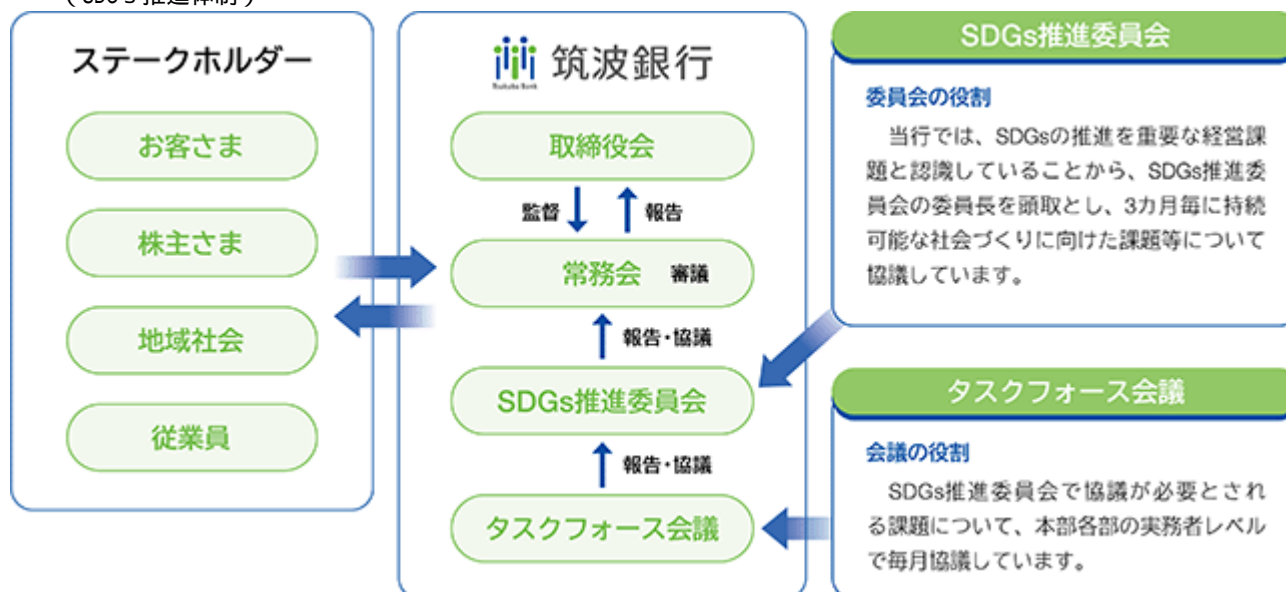 （SDGs推進体制）
ステークホルダー
お客さま
株主さま
地域社会
従業員
筑波銀行
Tsukuba Bank
取締役会
監督
報告
常務会 審議
報告・協議
SDGs推進委員会
報告・協議
タスクフォース会議
SDGs推進委員会
委員会の役割
当行では、SDGsの推進を重要な経営課
題と認識していることから、SDGs推進委
員会の委員長を頭取とし、3カ月毎に持続
可能な社会づくりに向けた課題等について
協議しています。
タスクフォース会議
会議の役割
SDGs推進委員会で協議が必要とされ
る課題について、本部各部の実務者レベル
で毎月協議しています。